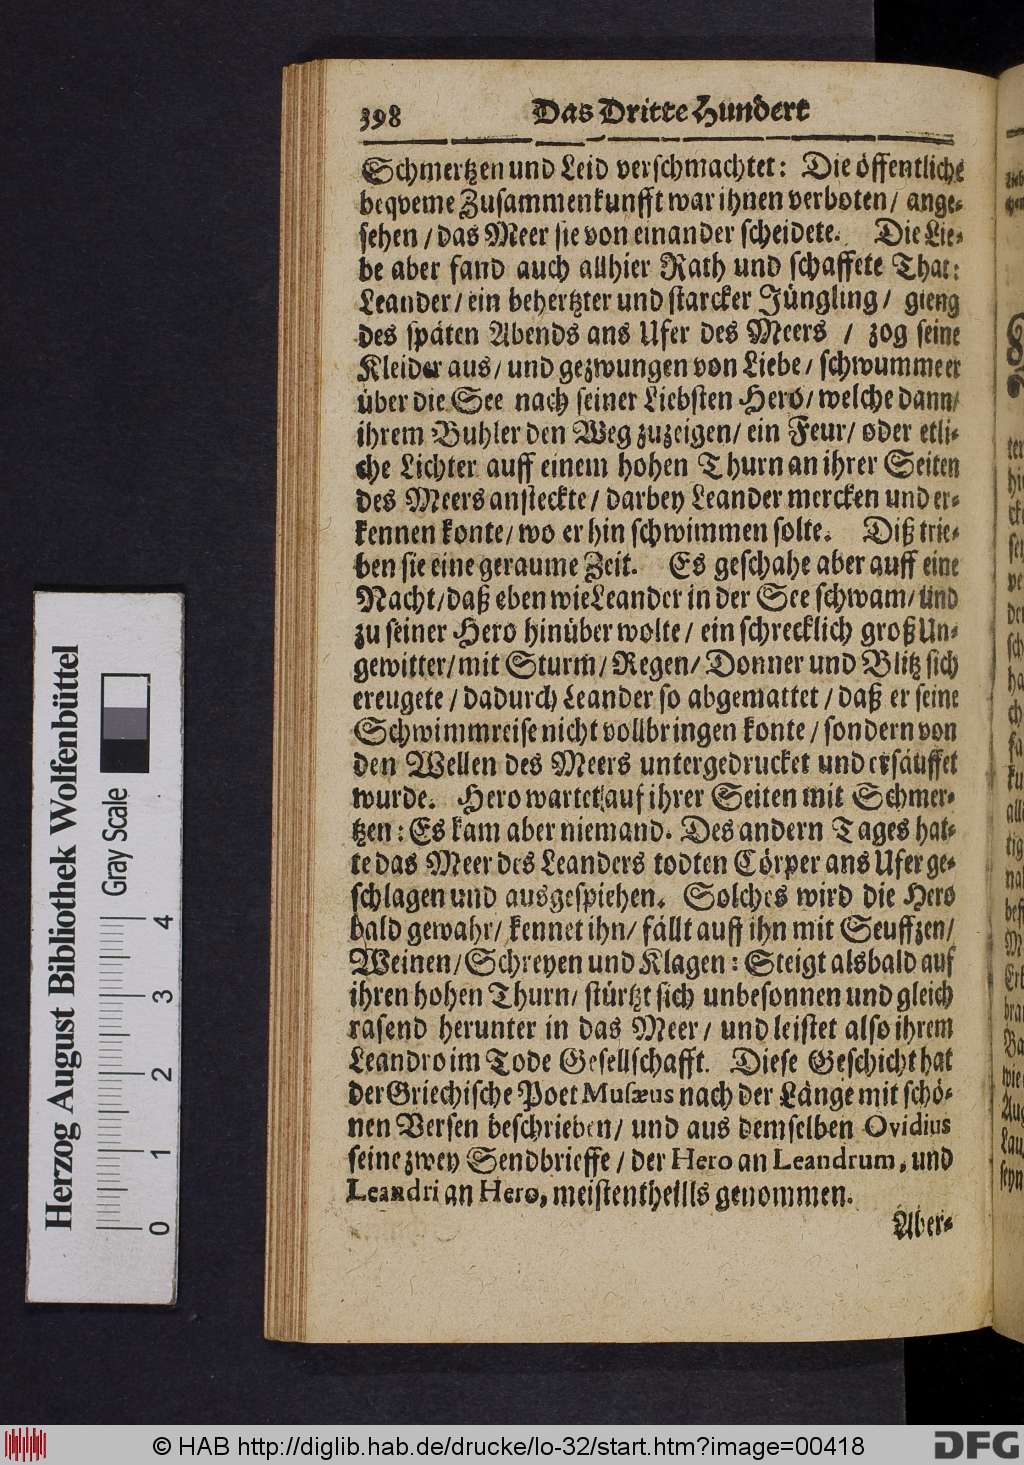 398 Das Dritte Hundert
Schmertzen und Leid verschmachtet: Die öffentliche
beqveme Zusammenkunfft war ihnen verboten/ ange-
sehen/das Meer sie von einander scheidete. Die Lie-
be aber fand auch allhier Rath und schaffete That:
Leander/ein behertzter und starcker Jüngling/ gieng
des späten Abends ans Ufer des Meers / zog seine
Kleider aus/und gezwungen von Liebe/schwumme er
über die See nach seiner Liebsten Hero/welche dann/
ihrem Buhler den Weg zuzeigen/ein Feur/oder etli-
che Lichter auff einem hohen Thurn an ihrer Seiten
des Meers ansteckte/darbey Leander mercken und er-
kennen konte/wo er hin schwimmen solte. Diß trie-
ben sie eine geraume Zeit. Es geschahe aber auff eine
Nacht/daß eben wie Leander in der See schwam/und
zu seiner Hero hinüber wolte/ein schrecklich groß Un-
gewitter/mit Sturm/Regen/Donner und Blitz sich
ereugete/dadurch Leander so abgemattet/daß er seine
Schwimmreise nicht vollbringen konte/sondern von
den Wellen des Meers untergedrucket und ersäuffet
wurde. Hero wartet auf ihrer Seiten mit Schmer-
tzen: Es kam aber niemand. Des andern Tages hat-
te das Meer des Leanders todten Cörper ans Ufer ge-
schlagen und ausgespiehen. Solches wird die Hero
bald gewahr/kennet ihn/fällt auff ihn mit Seuffzen/
Weinen/Schreyen und Klagen: Steigt alsbald auf
ihren hohen Thurn/stürtzt sich unbesonnen und gleich
rasend herunter in das Meer/und leistet also ihrem
Leandro im Tode Gesellschafft. Diese Geschicht hat
der Griechische Poet Musæus nach der Länge mit schö-
nen Versen beschrieben/und aus demselben Ovidius
seine zwey Sendbrieffe/der Hero an Leandrum, und
Leandri an Hero, meistentheills genommen.
Aber-
Herzog August Bibliothek Wolfenbüttel
Gray Scale
0 1 2 3 4
© HAB http://diglib.hab.de/drucke/lo-32/start.htm?image=00418
DFG